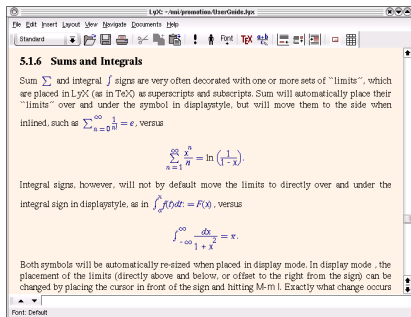 LyX: ~/mi/promotion/UserGuide.lyx
File Edit Insert Layout View Navigate Documents Help
Standard ! Font TEX
5.1.6 Sums and Integrals
Sum ∑ and integral ∫ signs are very often decorated with one or more sets of ``limits'', which
are placed in LyX (as in TeX) as superscripts and subscripts. Sum will automatically place their
``limits'' over and under the symbol in displaystyle, but will move them to the side when
inlined, such as ∑_{n=0}^{∞} 1/n! = e, versus
∑_{n=1}^{∞} x^n/n = ln(1/(1-x)).
Integral signs, however, will not by default move the limits to directly over and under the
integral sign in displaystyle, as in ∫_a^x f(t)dt: = F(x), versus
∫_{-∞}^{∞} dx/(1+x^2) = π.
Both symbols will be automatically re-sized when placed in display mode. In display mode , the
placement of the limits (directly above and below, or offset to the right from the sign) can be
changed by placing the cursor in front of the sign and hitting M-m l. Exactly what change occurs
Font: Default